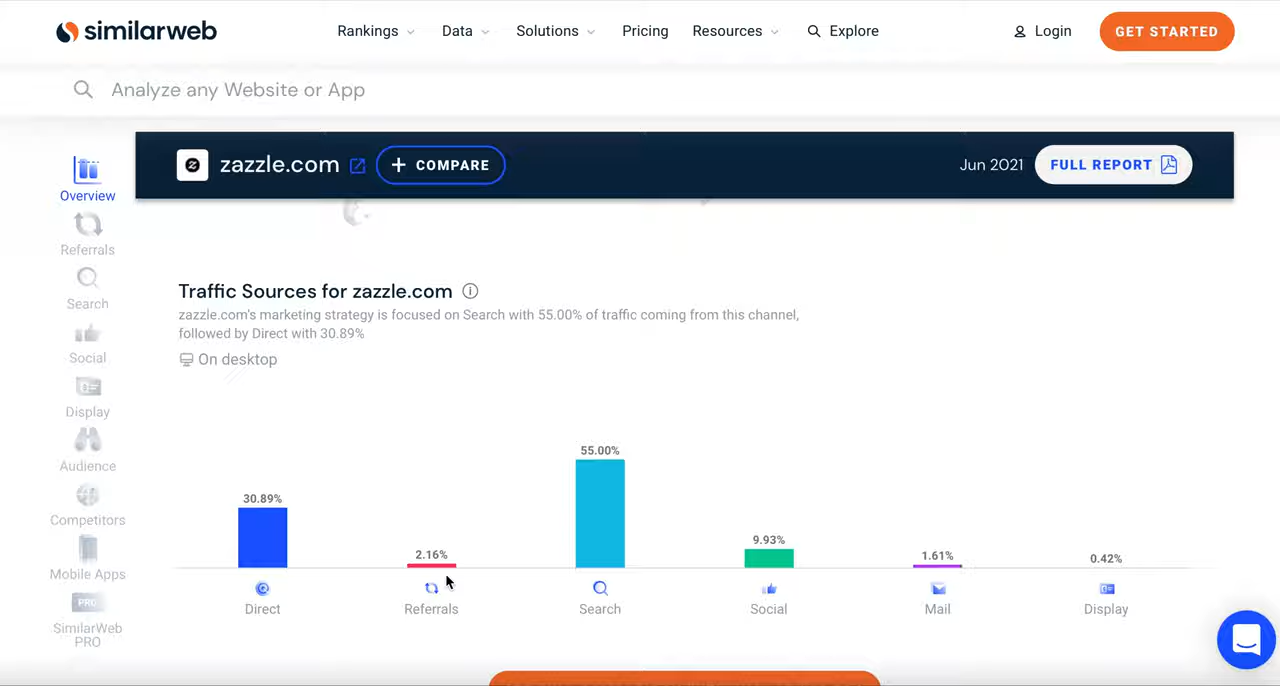 similarweb
Rankings
Data
Solutions
Pricing
Resources
Explore
Login
GET STARTED
Analyze any Website or App
zazzle.com
+ COMPARE
Jun 2021
FULL REPORT
Overview
Referrals
Search
Social
Display
Audience
Competitors
Mobile Apps
PRO
SimilarWeb
PRO
Traffic Sources for zazzle.com
zazzle.com's marketing strategy is focused on Search with 55.00% of traffic coming from this channel,
followed by Direct with 30.89%
On desktop
30.89%
2.16%
55.00%
9.93%
1.61%
0.42%
Direct
Referrals
Search
Social
Mail
Display